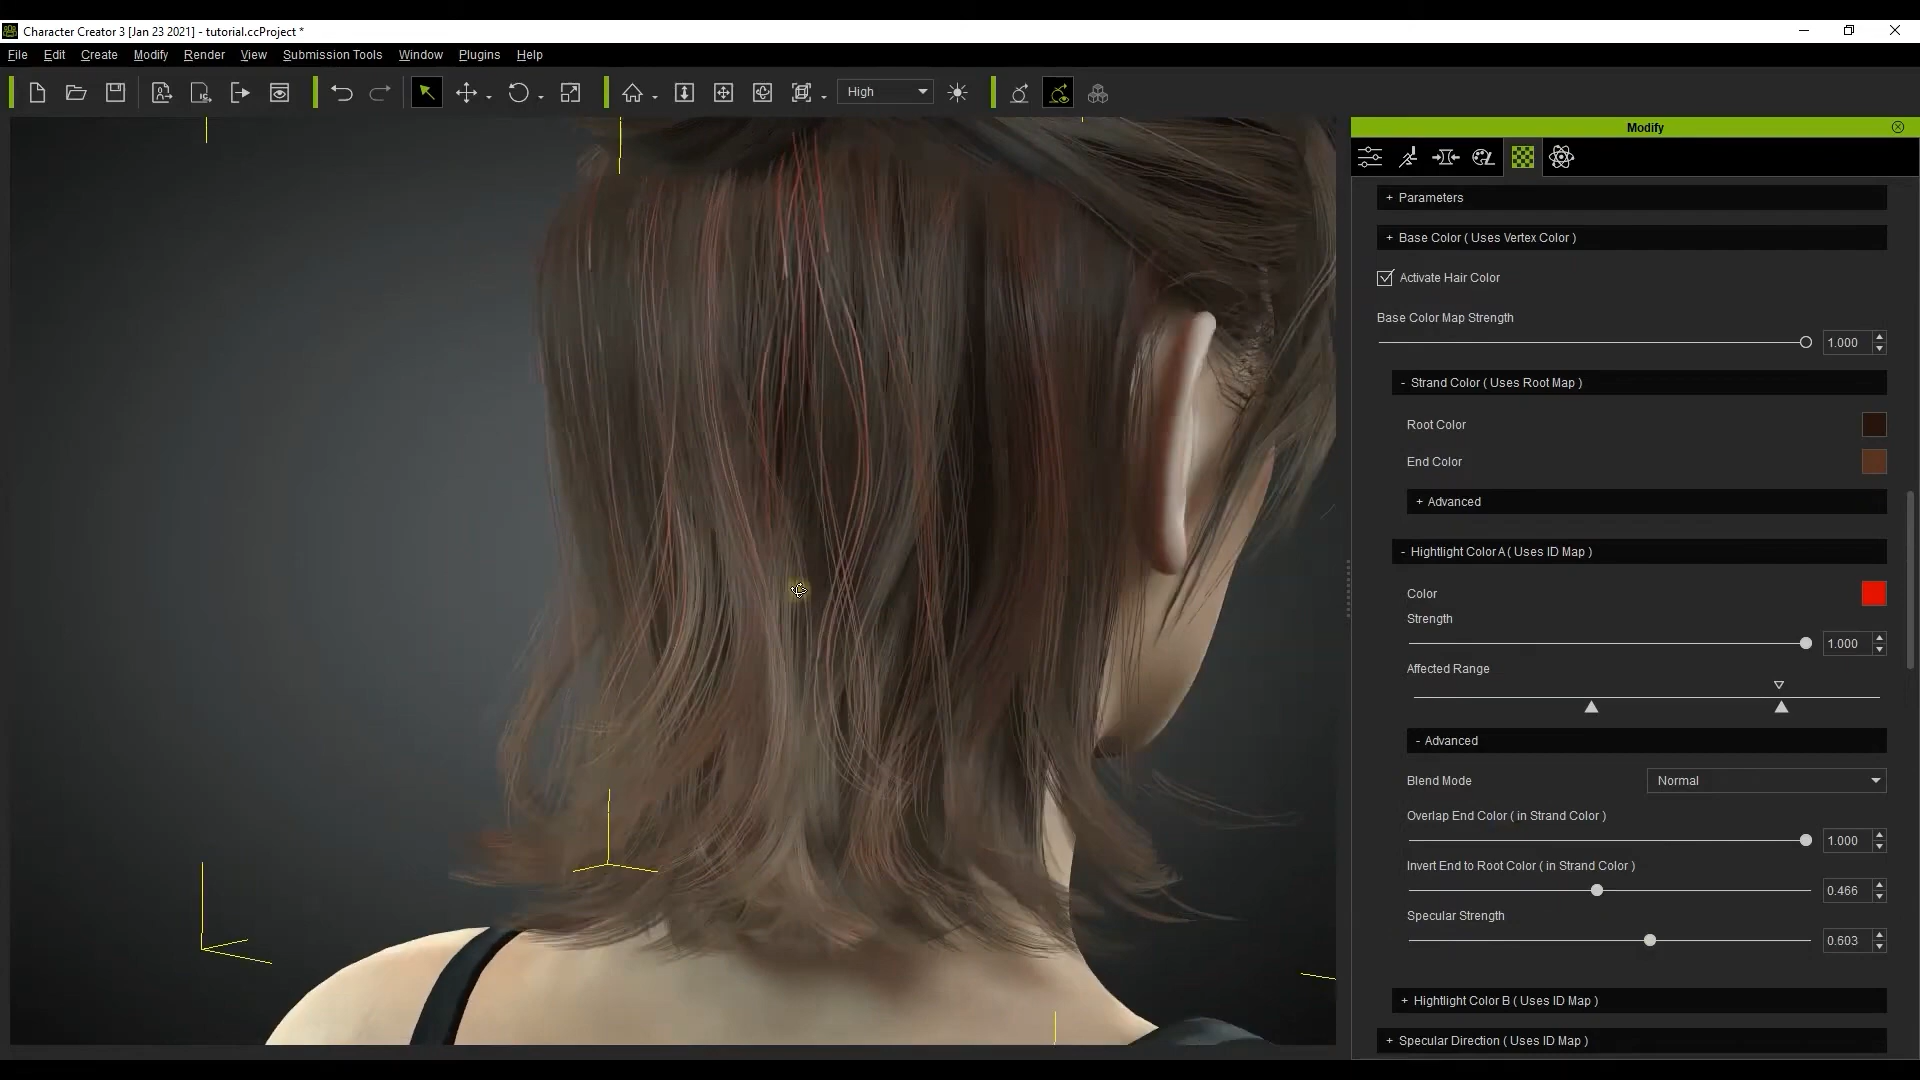 Character Creator 3 [Jan 23 2021] - tutorial.ccProject *
File Edit Create Modify Render View Submission Tools Window Plugins Help
High
Modify
+ Parameters
+ Base Color ( Uses Vertex Color )
Activate Hair Color
Base Color Map Strength
1.000
- Strand Color ( Uses Root Map )
Root Color
End Color
+ Advanced
- Hightlight Color A ( Uses ID Map )
Color
Strength
1.000
Affected Range
- Advanced
Blend Mode Normal
Overlap End Color ( in Strand Color )
1.000
Invert End to Root Color ( in Strand Color )
0.466
Specular Strength
0.603
+ Hightlight Color B ( Uses ID Map )
+ Specular Direction ( Uses ID Map )